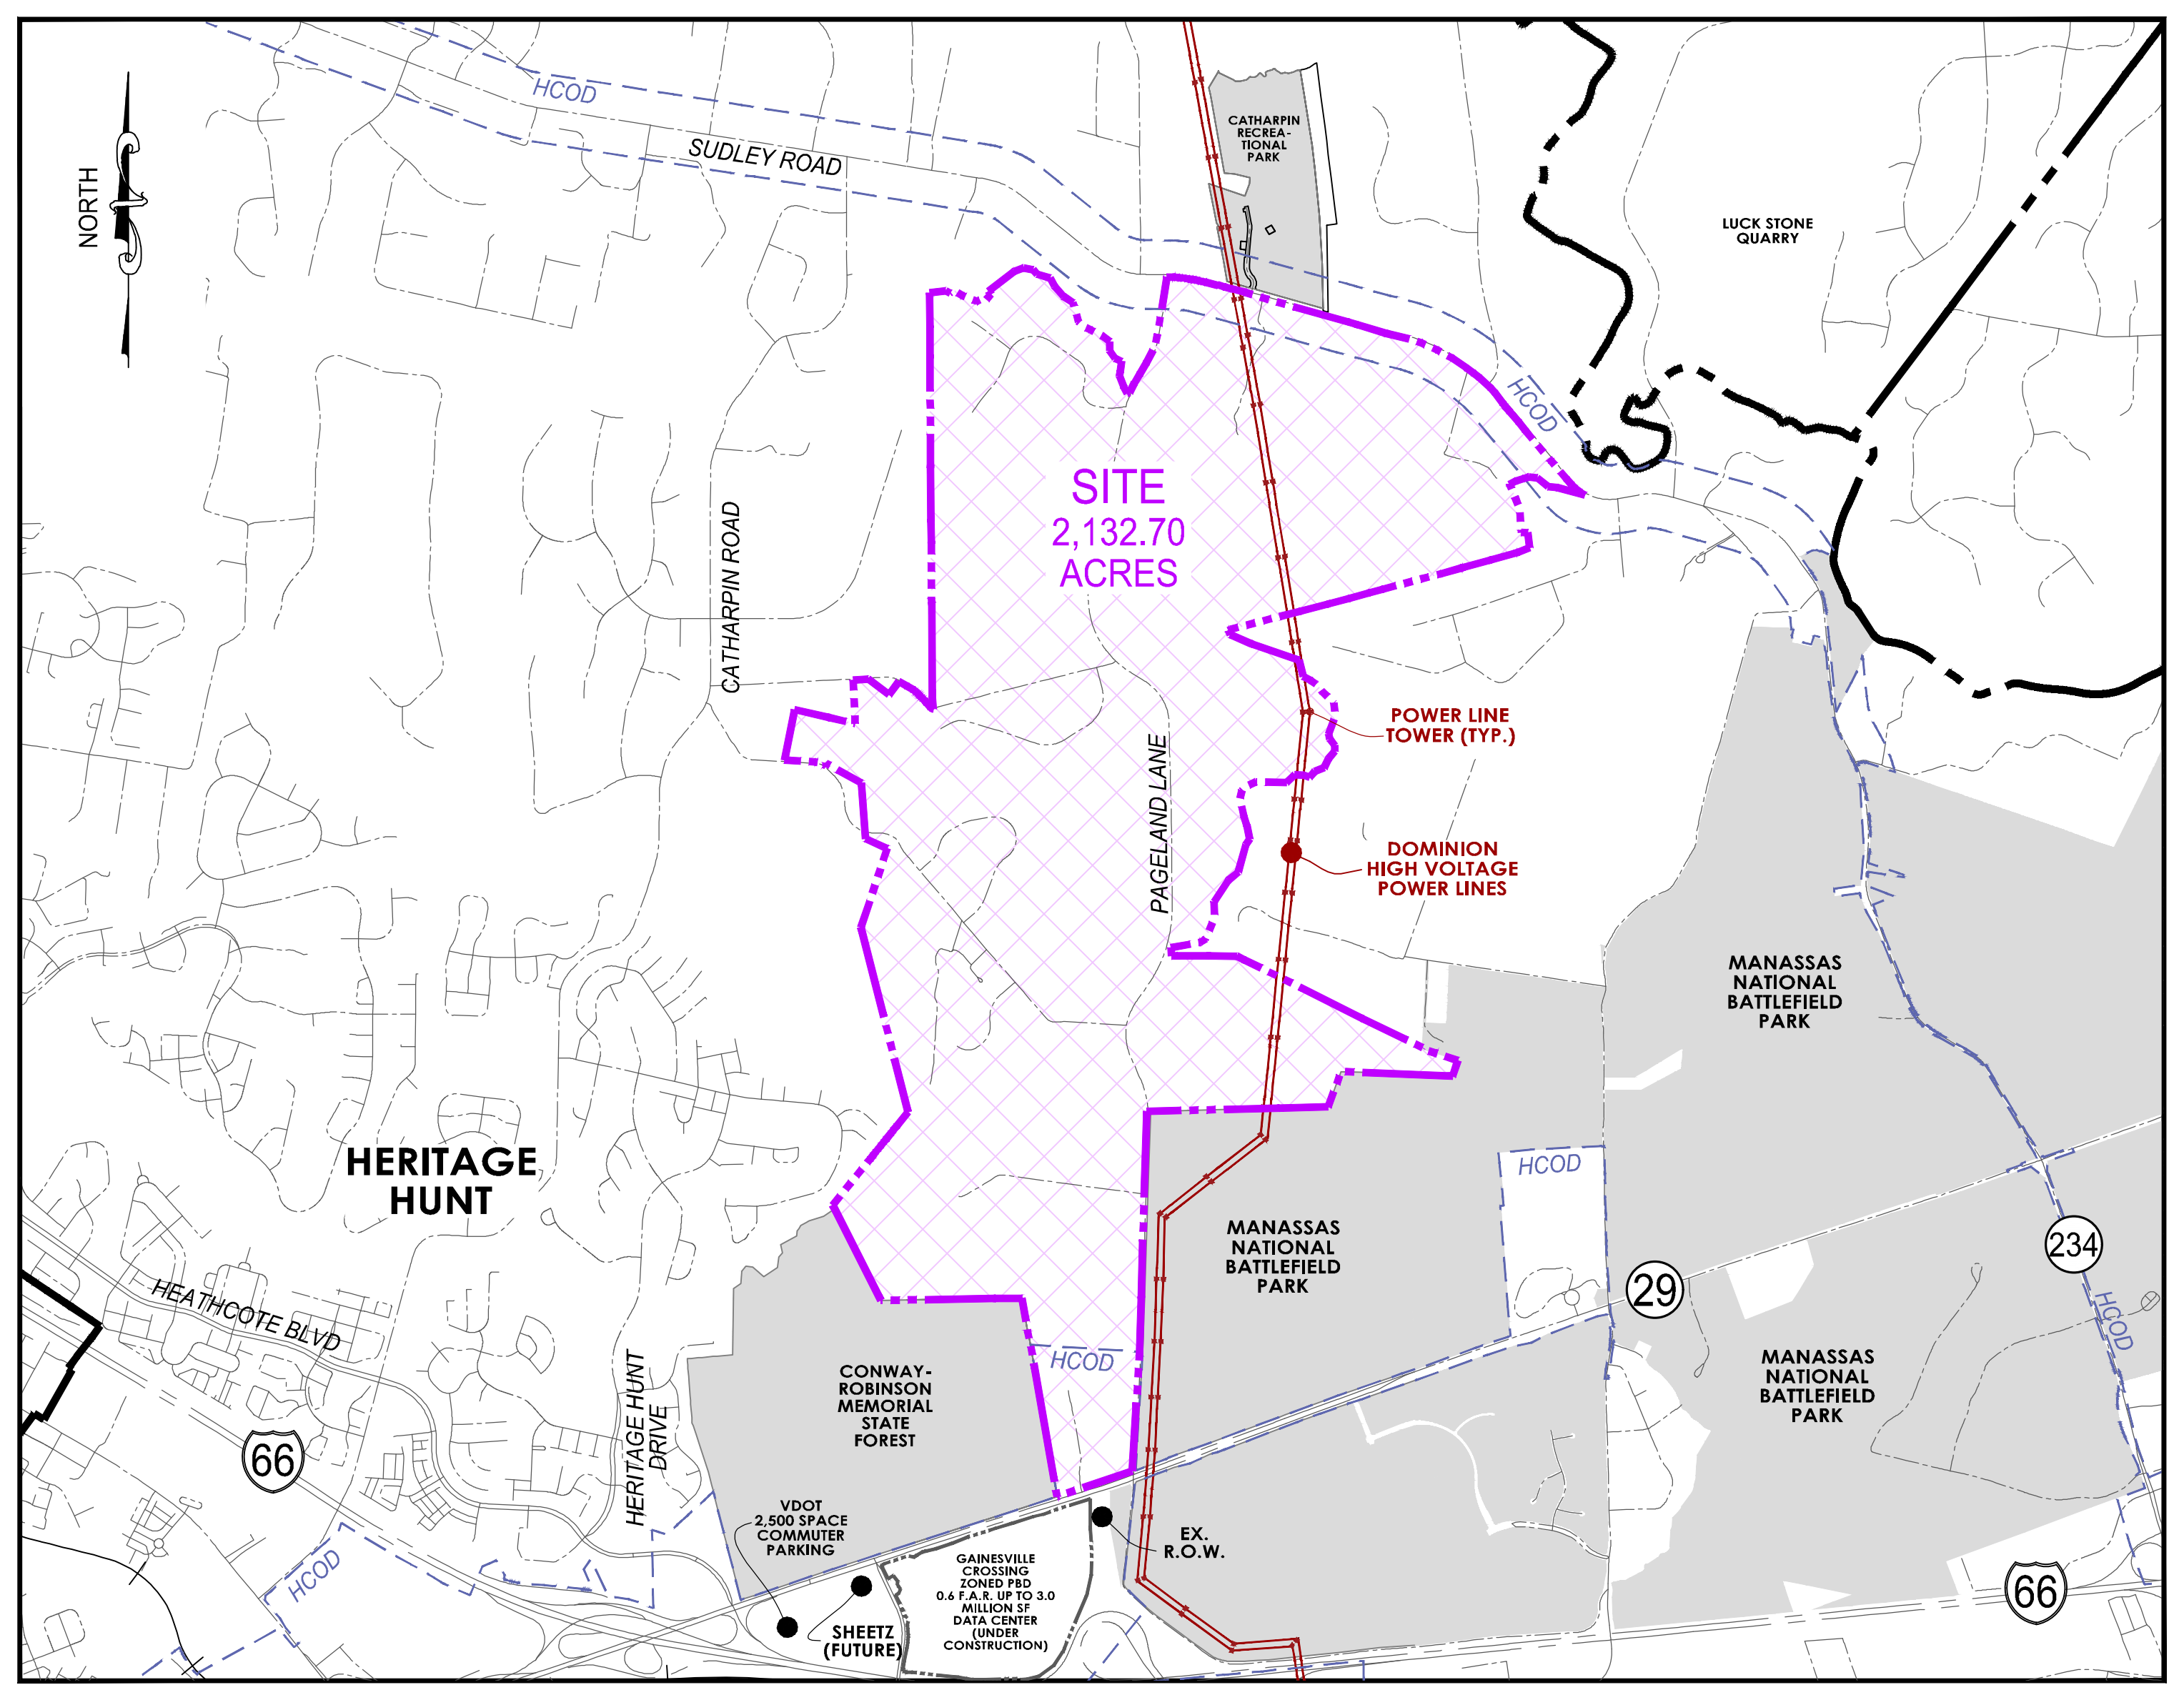 HCOD
SUDLEY ROAD
CATHARPIN
RECREA-
TIONAL
PARK
NORTH
LUCK STONE
QUARRY
HCOD
SITE
2,132.70
ACRES
CATHARPIN ROAD
POWER LINE
TOWER (TYP.)
PAGELAND LANE
DOMINION
HIGH VOLTAGE
POWER LINES
MANASSAS
NATIONAL
BATTLEFIELD
PARK
HERITAGE
HUNT
HCOD
MANASSAS
NATIONAL
BATTLEFIELD
PARK
234
29
HEATHCOTE BLVD
HCOD
HCOD
CONWAY-
ROBINSON
MEMORIAL
STATE
FOREST
MANASSAS
NATIONAL
BATTLEFIELD
PARK
HERITAGE HUNT
DRIVE
66
VDOT
2,500 SPACE
COMMUTER
PARKING
EX.
R.O.W.
HCOD
GAINESVILLE
CROSSING
ZONED PBD
0.6 F.A.R. UP TO 3.0
MILLION SF
DATA CENTER
(UNDER
CONSTRUCTION)
SHEETZ
(FUTURE)
66